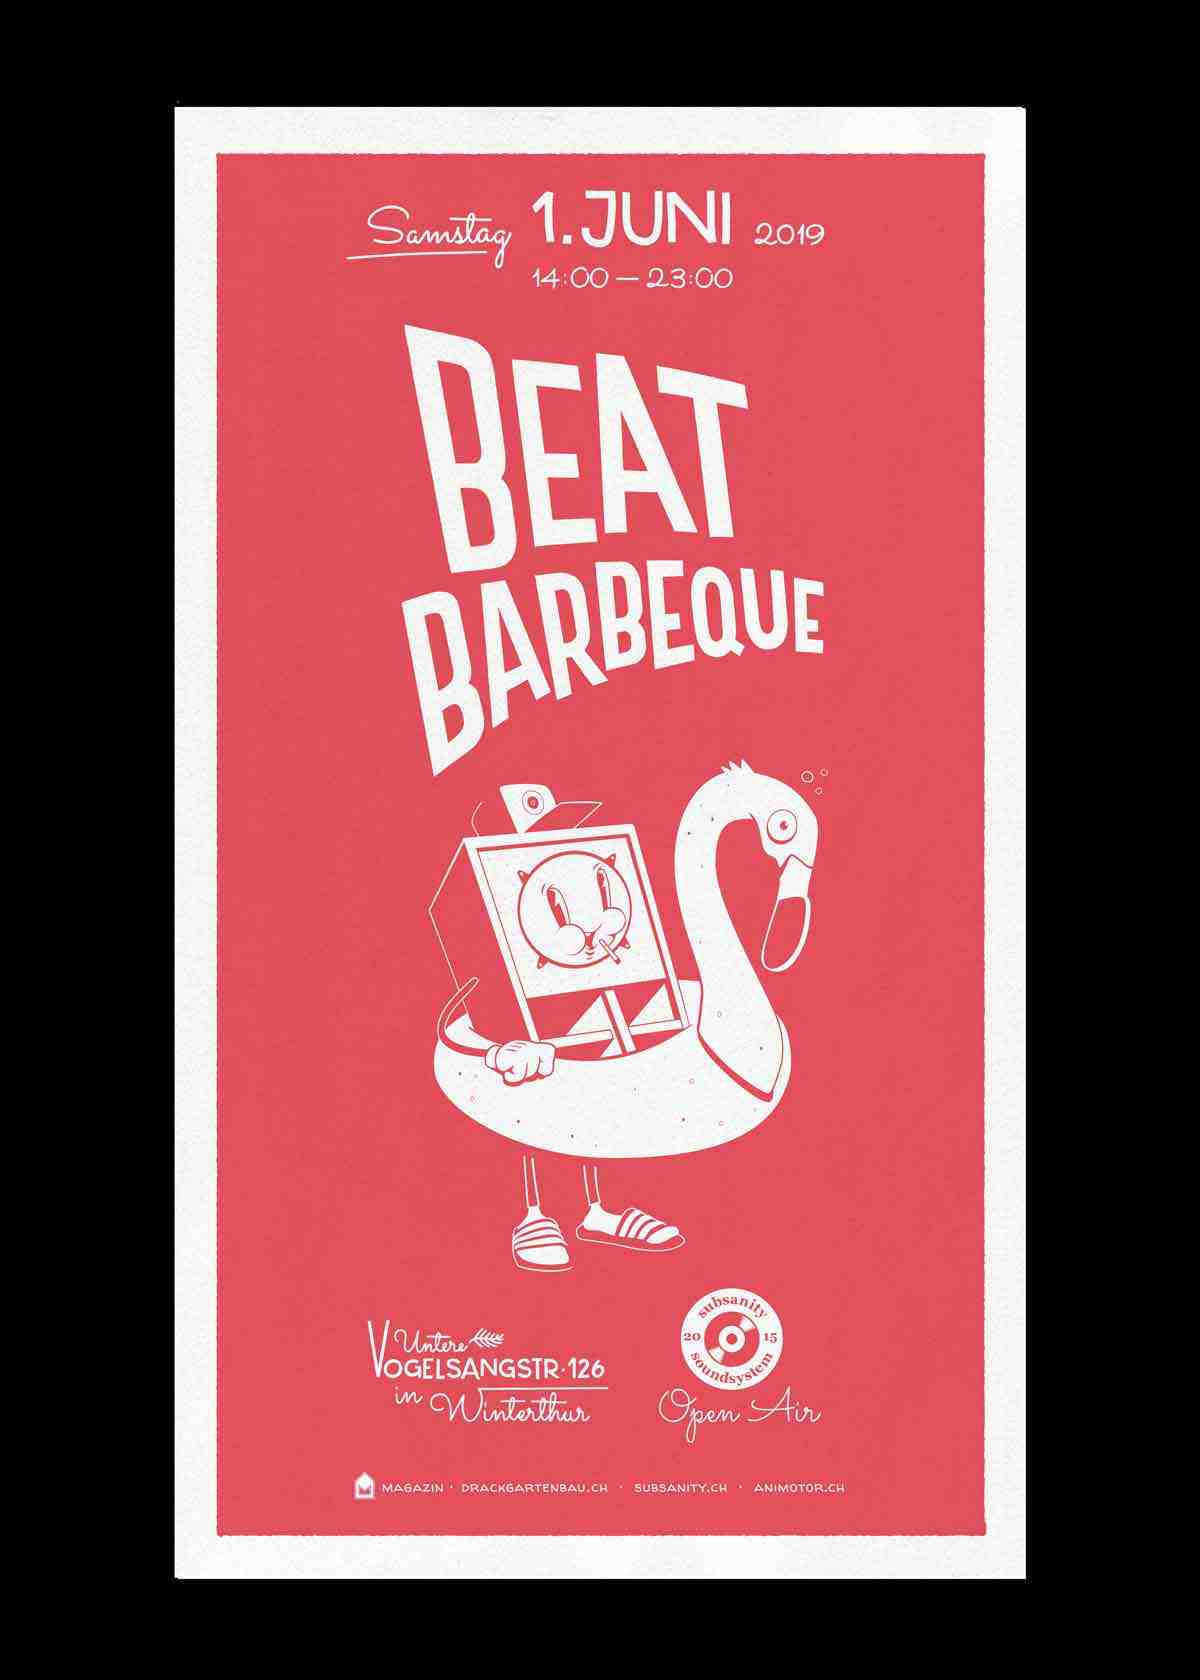 Samstag 1. JUNI 2019
14:00 — 23:00
BEAT
BARBEQUE
Untere
VOGELSANGSTR·126
in Winterthur
subsanity
20 15
soundsystem
Open Air
MAGAZIN · DRACKGARTENBAU.CH · SUBSANITY.CH · ANIMOTOR.CH